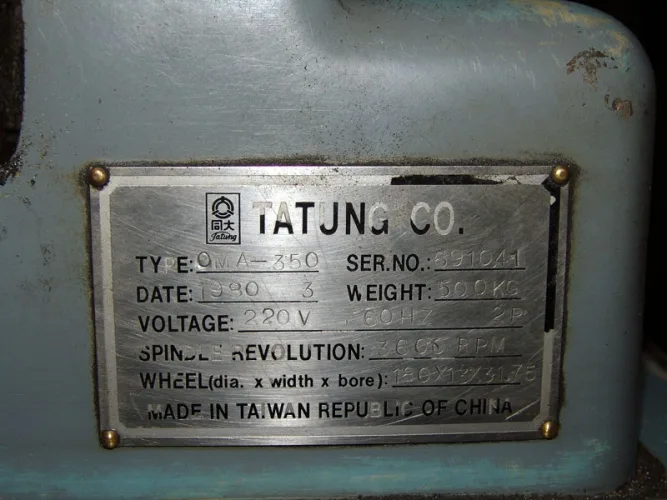 同大
Tatung
TATUNG CO.
TYPE: OMA-350 SER.NO.: 691041
DATE: 1980 3 WEIGHT: 500KG
VOLTAGE: 220V 60HZ 2P
SPINDLE REVOLUTION: 3600 RPM
WHEEL(dia. x width x bore): 180X13X31.75
MADE IN TAIWAN REPUBLIC OF CHINA